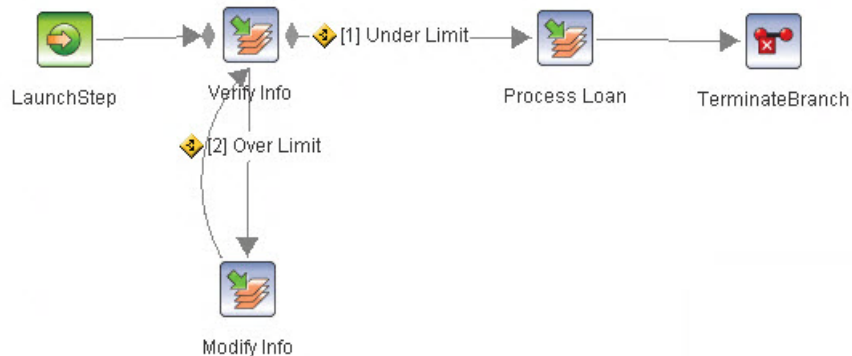 [1] Under Limit
LaunchStep
Verify Info
Process Loan
TerminateBranch
[2] Over Limit
Modify Info